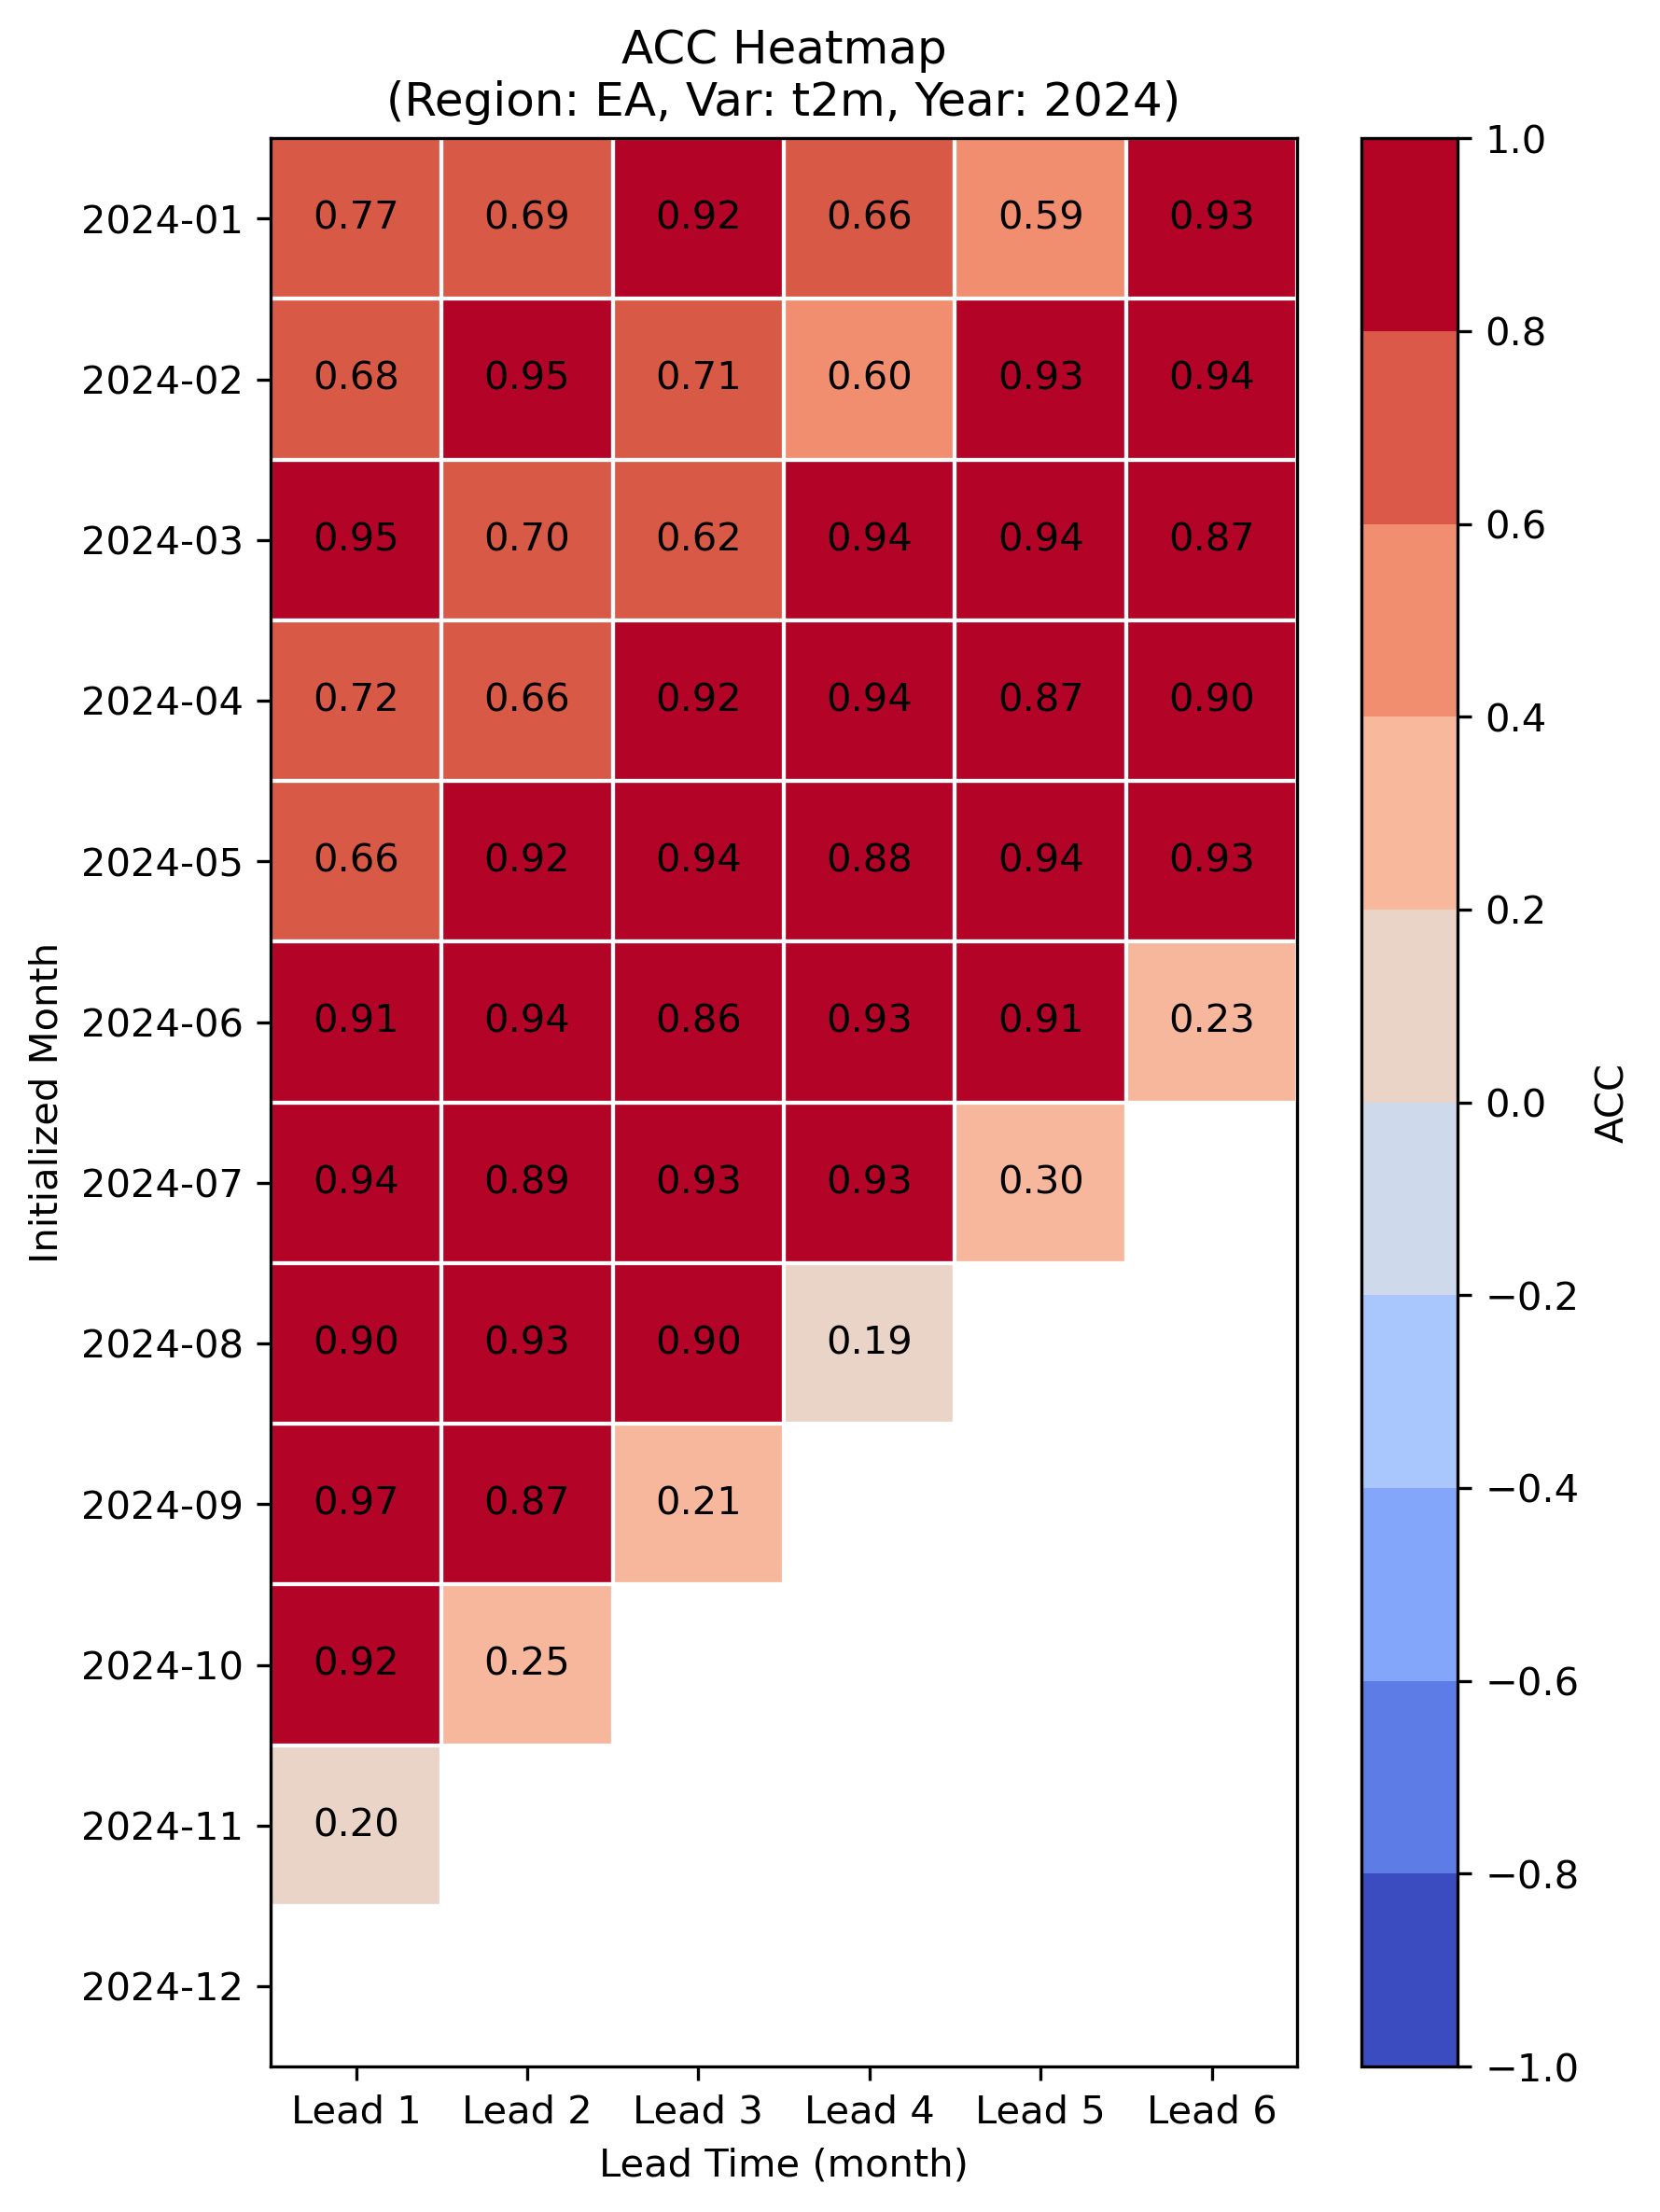 ACC Heatmap
(Region: EA, Var: t2m, Year: 2024)
Initialized Month
2024-01 0.77 0.69 0.92 0.66 0.59 0.93
2024-02 0.68 0.95 0.71 0.60 0.93 0.94
2024-03 0.95 0.70 0.62 0.94 0.94 0.87
2024-04 0.72 0.66 0.92 0.94 0.87 0.90
2024-05 0.66 0.92 0.94 0.88 0.94 0.93
2024-06 0.91 0.94 0.86 0.93 0.91 0.23
2024-07 0.94 0.89 0.93 0.93 0.30
2024-08 0.90 0.93 0.90 0.19
2024-09 0.97 0.87 0.21
2024-10 0.92 0.25
2024-11 0.20
2024-12
Lead 1 Lead 2 Lead 3 Lead 4 Lead 5 Lead 6
Lead Time (month)
1.0
0.8
0.6
0.4
0.2
0.0
−0.2
−0.4
−0.6
−0.8
−1.0
ACC